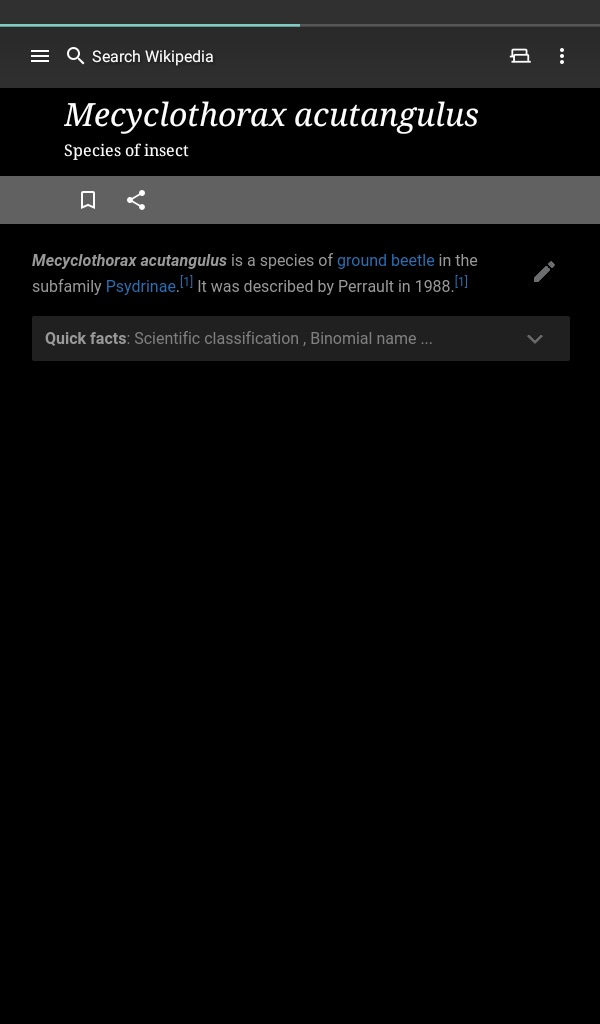 Search Wikipedia
Mecyclothorax acutangulus
Species of insect
Mecyclothorax acutangulus is a species of ground beetle in the
subfamily Psydrinae.[1] It was described by Perrault in 1988.[1]
Quick facts: Scientific classification , Binomial name ...